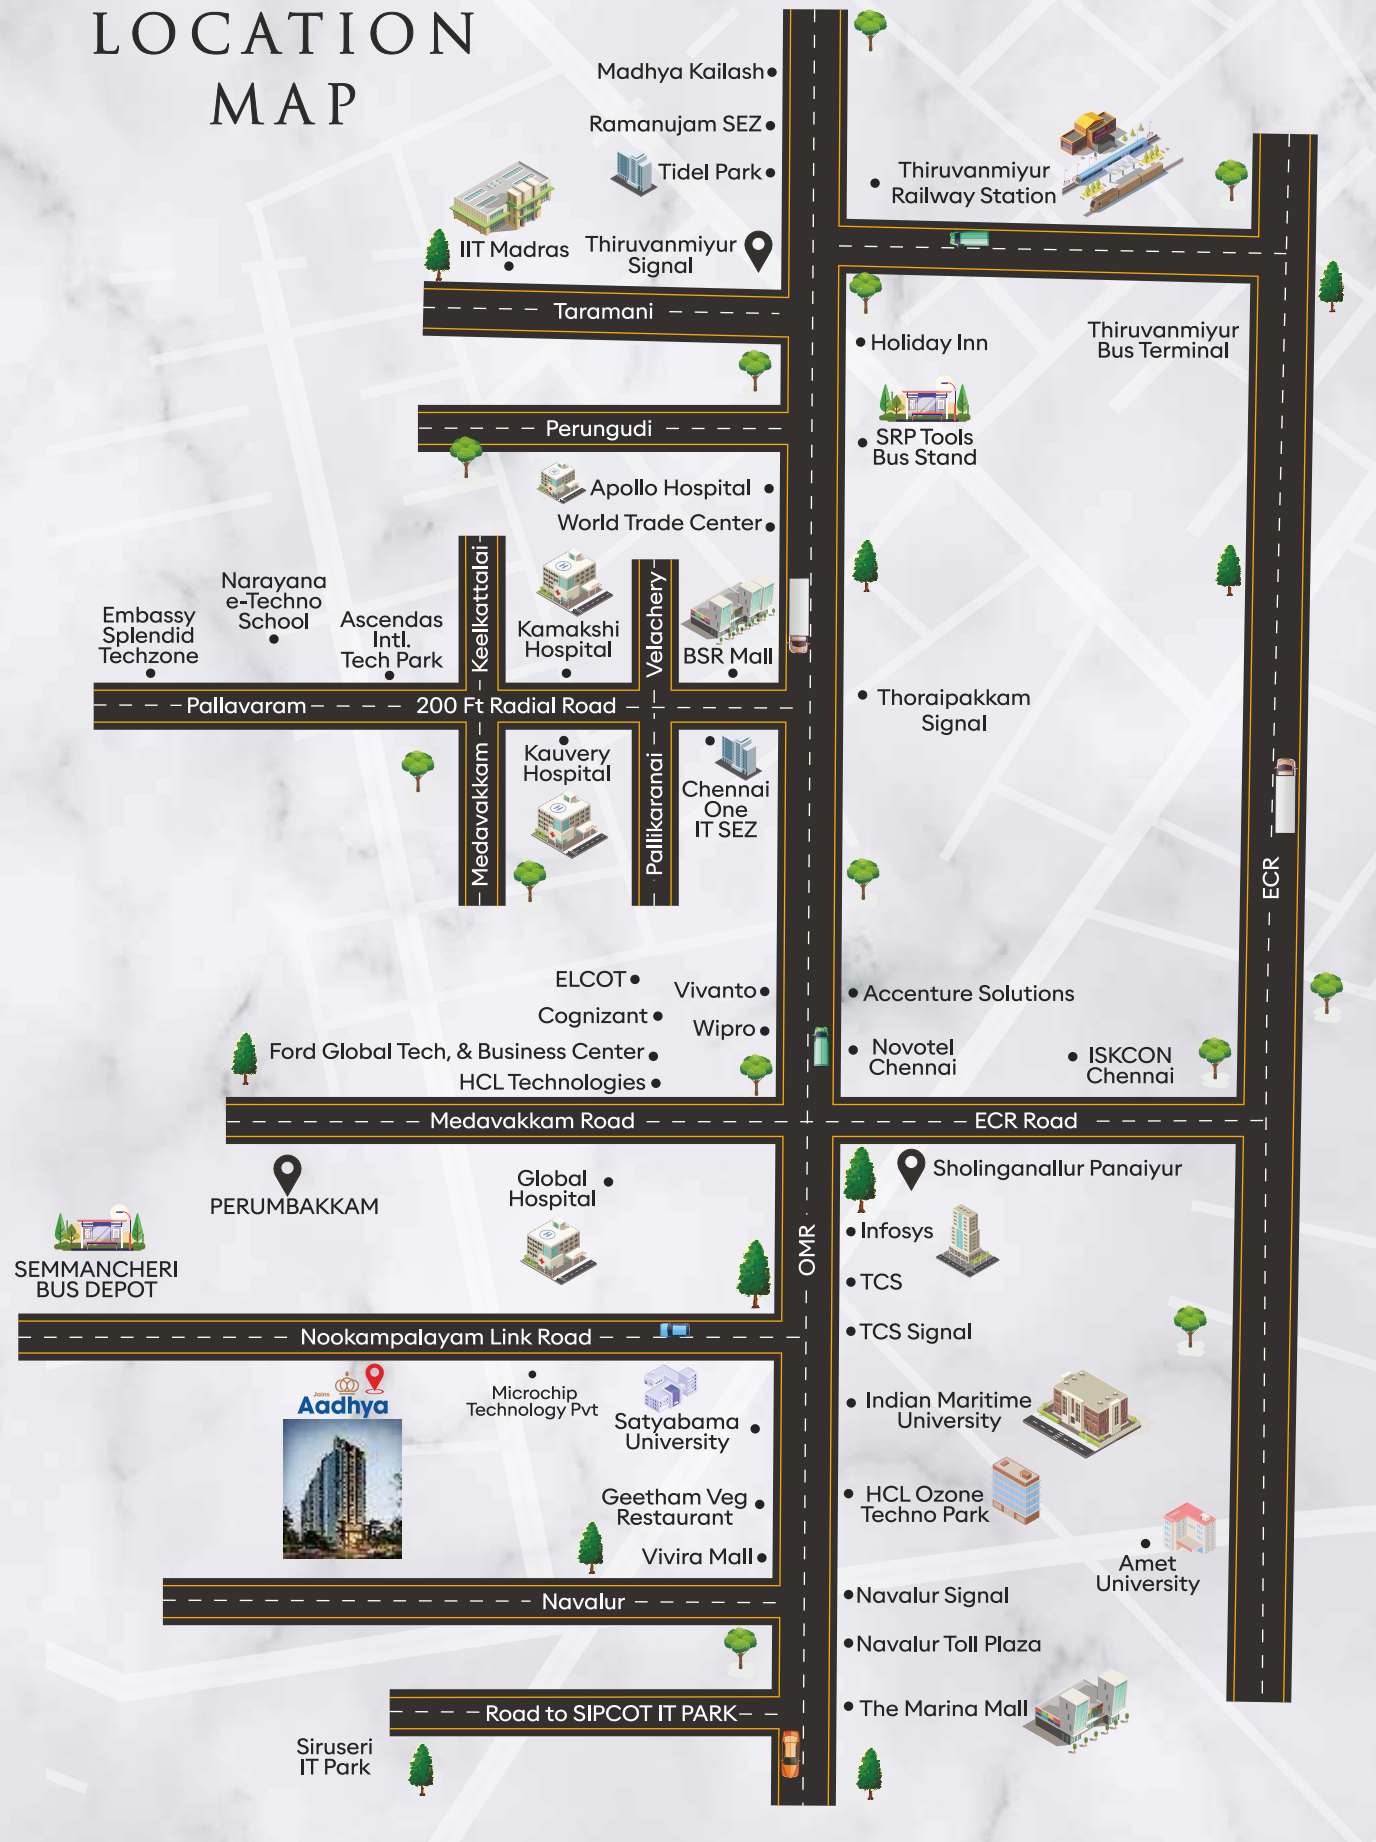 LOCATION
MAP
Madhya Kailash
Ramanujam SEZ
Tidel Park
Thiruvanmiyur
Railway Station
IIT Madras
Thiruvanmiyur
Signal
Taramani
Holiday Inn
Thiruvanmiyur
Bus Terminal
Perungudi
SRP Tools
Bus Stand
Apollo Hospital
World Trade Center
Embassy
Splendid
Techzone
Narayana
e-Techno
School
Ascendas
Intl.
Tech Park
Keelkattalai
Kamakshi
Hospital
Velachery
BSR Mall
Pallavaram
200 Ft Radial Road
Thoraipakkam
Signal
Medavakkam
Kauvery
Hospital
Pallikaranai
Chennai
One
IT SEZ
ECR
ELCOT
Vivanto
Cognizant
Wipro
Ford Global Tech, & Business Center
HCL Technologies
Accenture Solutions
Novotel
Chennai
ISKCON
Chennai
Medavakkam Road
ECR Road
PERUMBAKKAM
Global
Hospital
Sholinganallur Panaiyur
OMR
Infosys
TCS
TCS Signal
SEMMANCHERI
BUS DEPOT
Nookampalayam Link Road
Jains
Aadhya
Microchip
Technology Pvt
Satyabama
University
Indian Maritime
University
Geetham Veg
Restaurant
HCL Ozone
Techno Park
Vivira Mall
Amet
University
Navalur
Navalur Signal
Navalur Toll Plaza
Road to SIPCOT IT PARK
The Marina Mall
Siruseri
IT Park
H
H
H
H